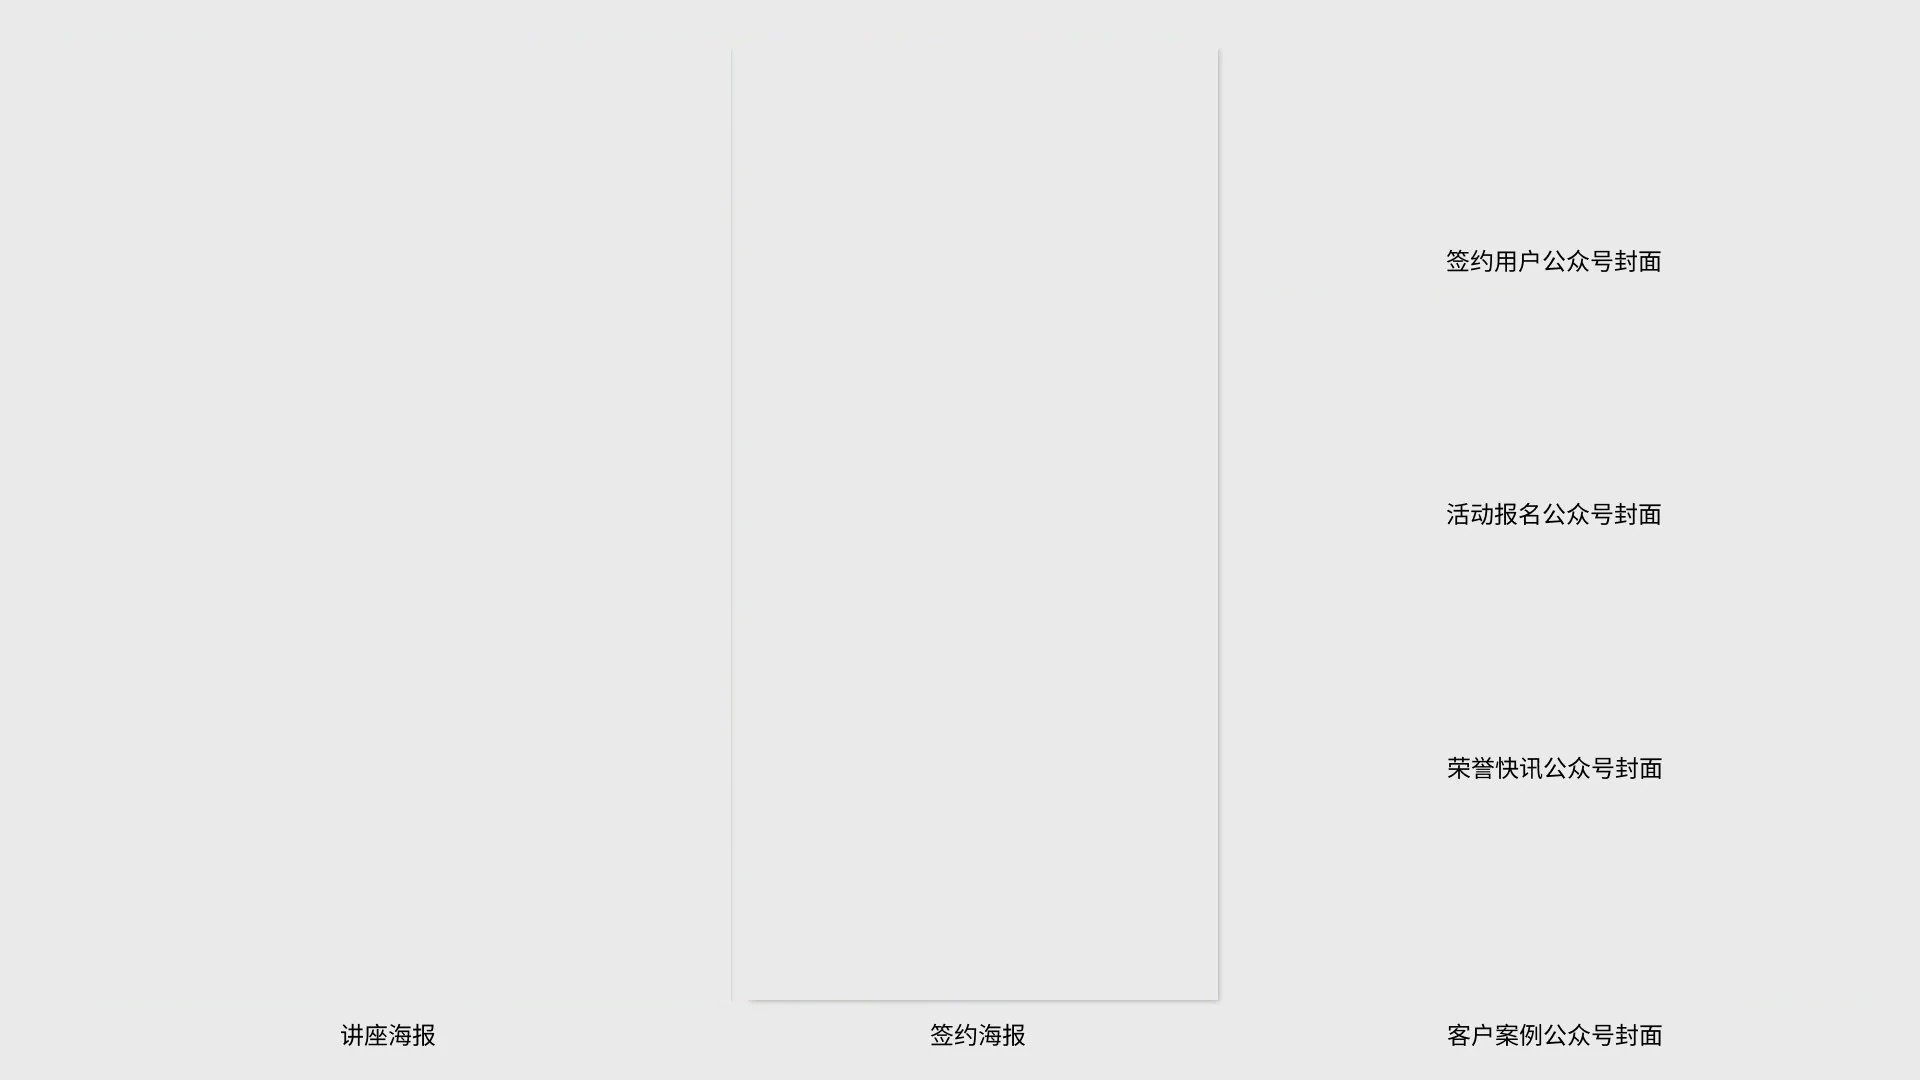 签约用户公众号封面
活动报名公众号封面
荣誉快讯公众号封面
讲座海报
签约海报
客户案例公众号封面